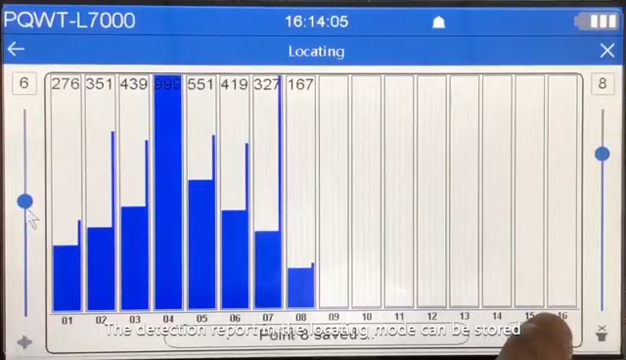 PQWT-L7000 16:14:05
Locating
6 276 351 439 999 551 419 327 167 8
01 02 03 04 05 06 07 08 09 10 11 12 13 14 15 16
The detection report in the locating mode can be stored
Point 8 saved...